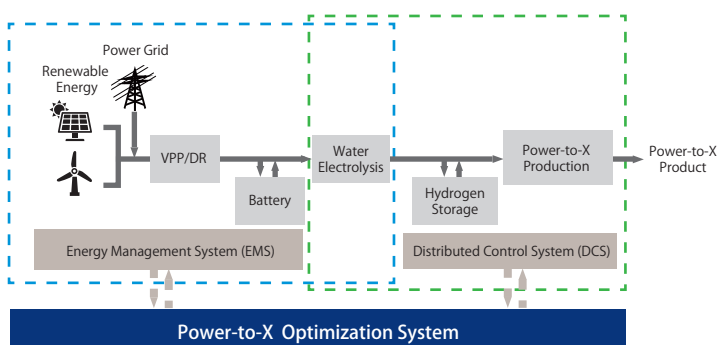 Power Grid
Renewable
Energy
VPP/DR
Water
Electrolysis
Power-to-X
Production
Power-to-X
Product
Battery
Hydrogen
Storage
Energy Management System (EMS)
Distributed Control System (DCS)
Power-to-X Optimization System